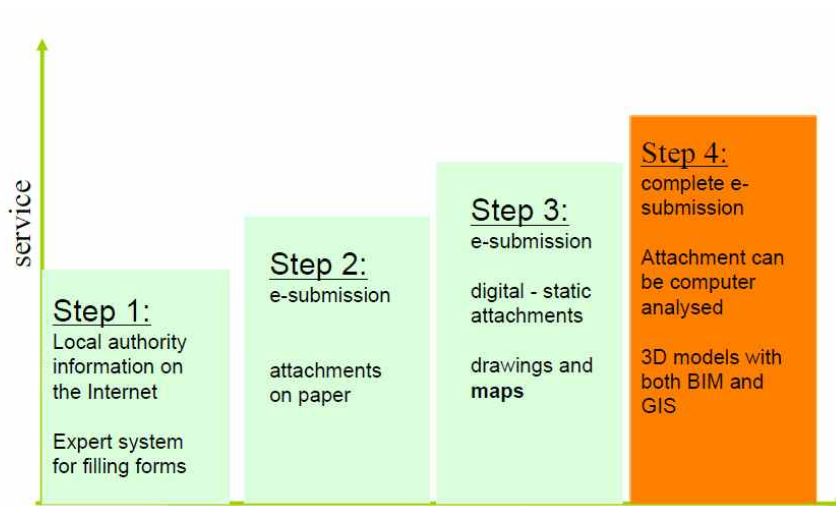 service
Step 1:
Local authority
information on
the Internet
Expert system
for filling forms
Step 2:
e-submission
attachments
on paper
Step 3:
e-submission
digital - static
attachments
drawings and
maps
Step 4:
complete e-
submission
Attachment can
be computer
analysed
3D models with
both BIM and
GIS